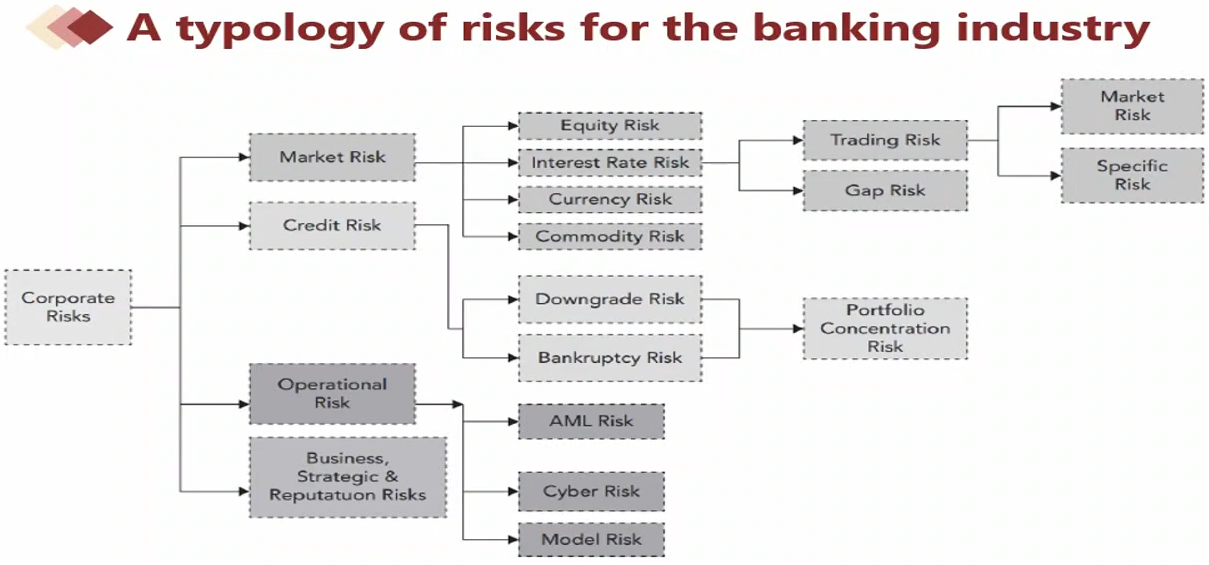 A typology of risks for the banking industry
Corporate
Risks
Market Risk
Credit Risk
Operational
Risk
Business,
Strategic &
Reputatuon Risks
Equity Risk
Interest Rate Risk
Currency Risk
Commodity Risk
Downgrade Risk
Bankruptcy Risk
AML Risk
Cyber Risk
Model Risk
Trading Risk
Gap Risk
Portfolio
Concentration
Risk
Market
Risk
Specific
Risk